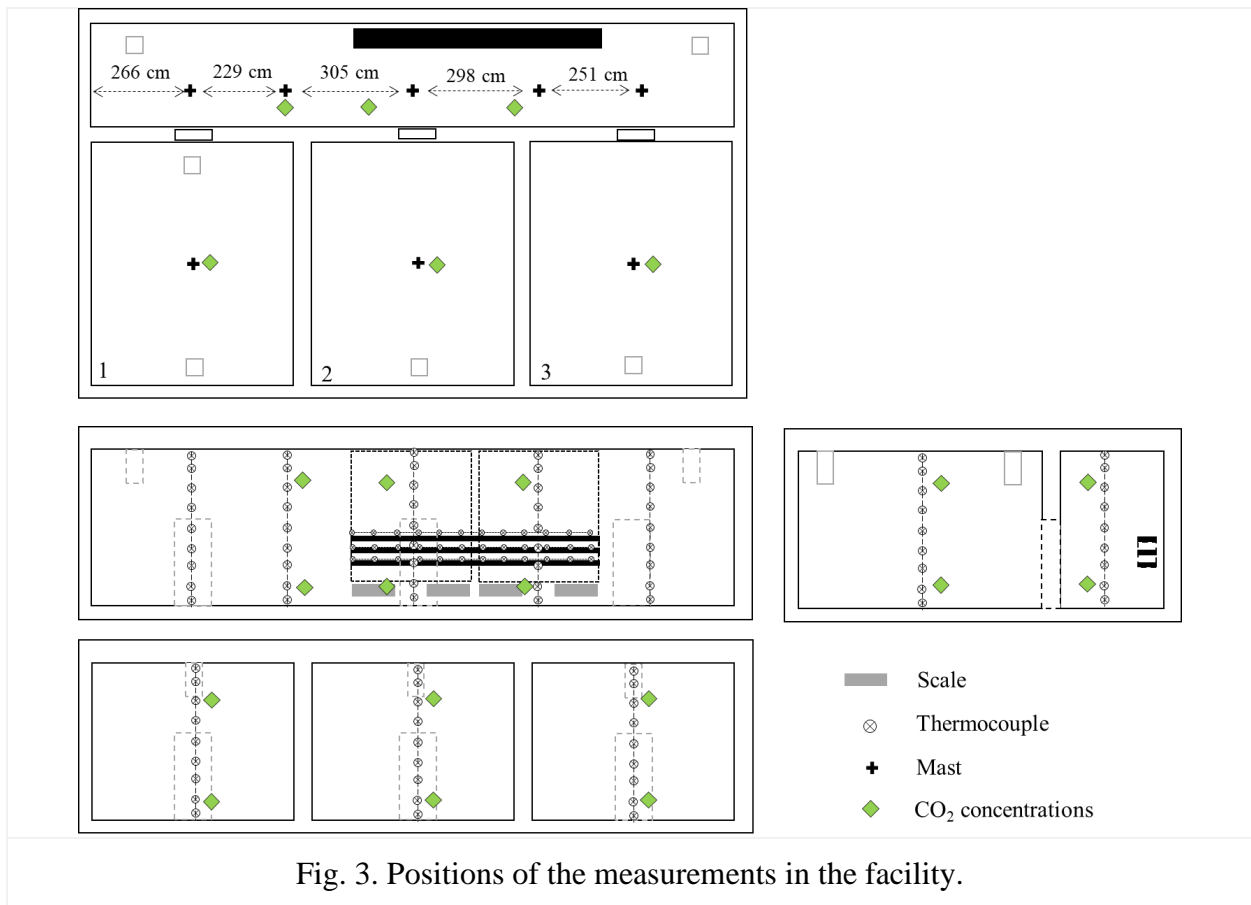 266 cm
229 cm
305 cm
298 cm
251 cm
1
2
3
Scale
Thermocouple
Mast
CO₂ concentrations
Fig. 3. Positions of the measurements in the facility.